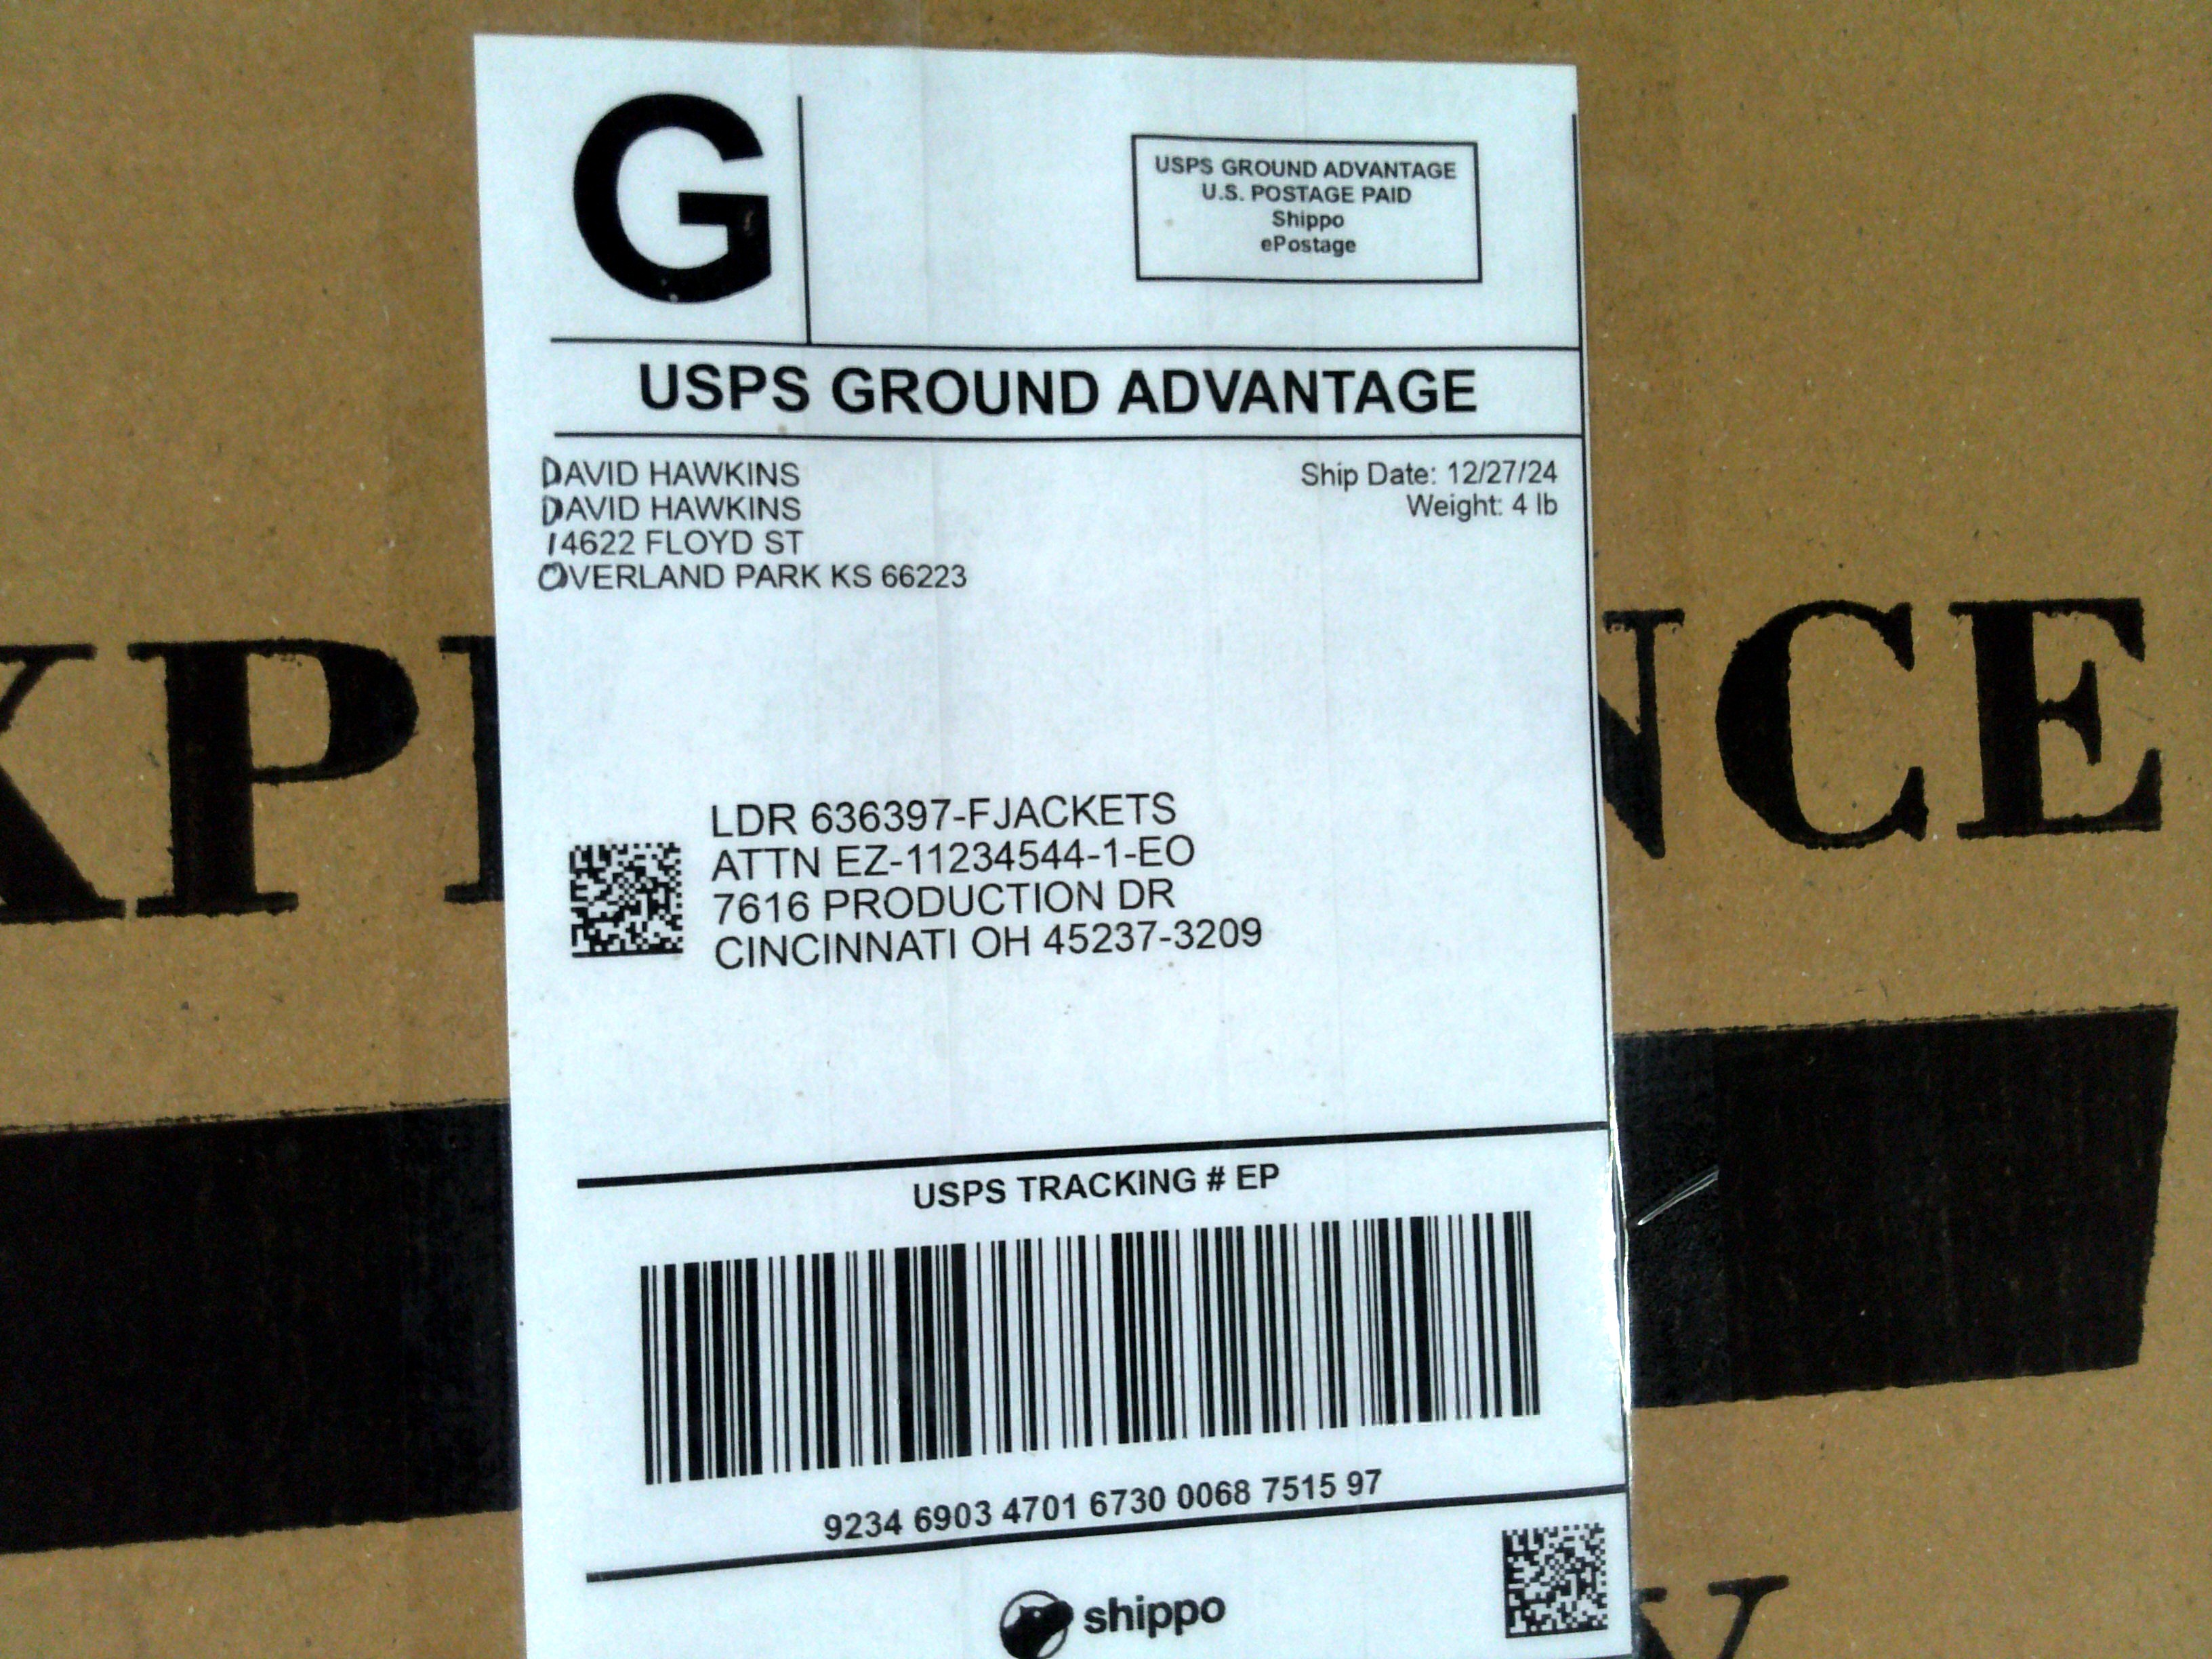 G
USPS GROUND ADVANTAGE
U.S. POSTAGE PAID
Shippo
ePostage
USPS GROUND ADVANTAGE
DAVID HAWKINS
DAVID HAWKINS
14622 FLOYD ST
OVERLAND PARK KS 66223
Ship Date: 12/27/24
Weight: 4 lb
LDR 636397-FJACKETS
ATTN EZ-11234544-1-EO
7616 PRODUCTION DR
CINCINNATI OH 45237-3209
USPS TRACKING # EP
9234 6903 4701 6730 0068 7515 97
shippo